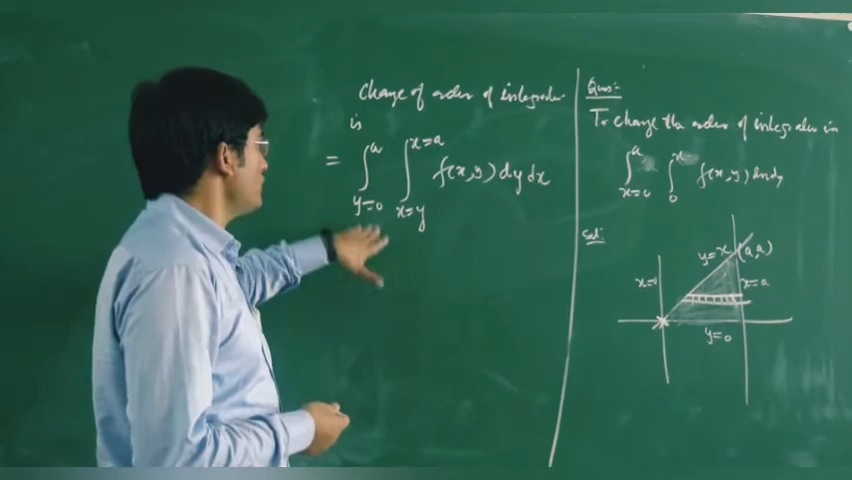 Change of order of integration
is
= ∫_{y=0}^{a} ∫_{x=y}^{x=a} f(x,y) dy dx
Ques:-
To change the order of integration in
∫_{x=0}^{a} ∫_{0}^{x} f(x,y) dx dy
Sol:
y=x (a,a)
x=0
x=a
y=0